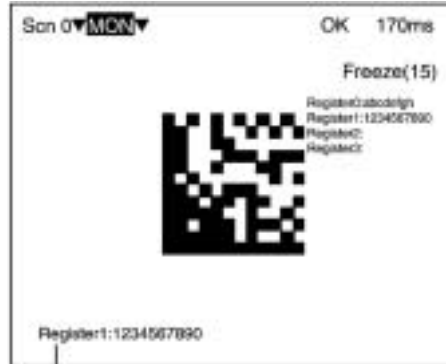 Scn 0▼MON▼ OK 170ms
Freeze(15)
Register0:abcdefgh
Register1:1234567890
Register2:
Register3:
Register1:1234567890